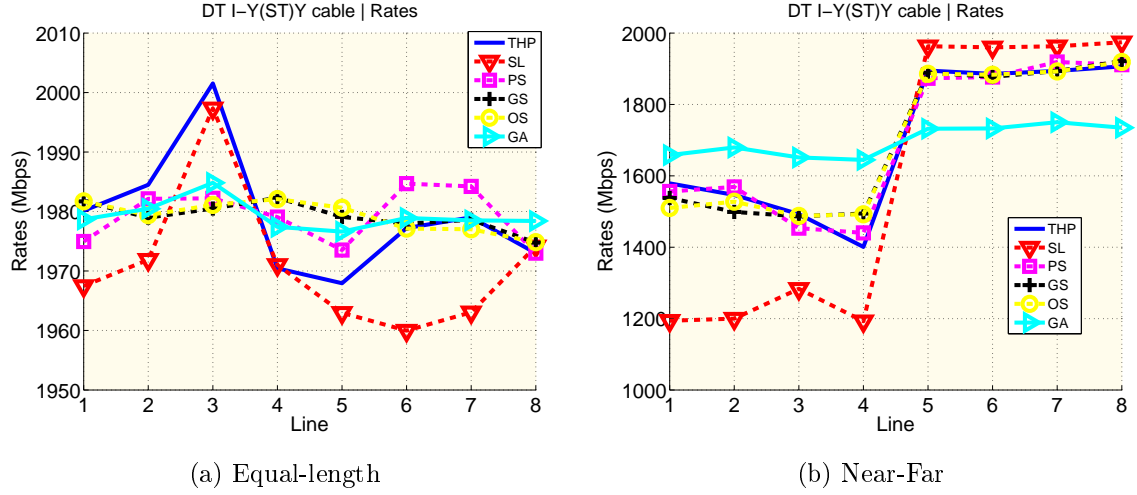 DT I-Y(ST)Y cable | Rates
2010
2000
1990
1980
1970
1960
1950
Rates (Mbps)
1 2 3 4 5 6 7 8
Line
THP
SL
PS
GS
OS
GA
(a) Equal-length
DT I-Y(ST)Y cable | Rates
2000
1800
1600
1400
1200
1000
Rates (Mbps)
1 2 3 4 5 6 7 8
Line
THP
SL
PS
GS
OS
GA
(b) Near-Far